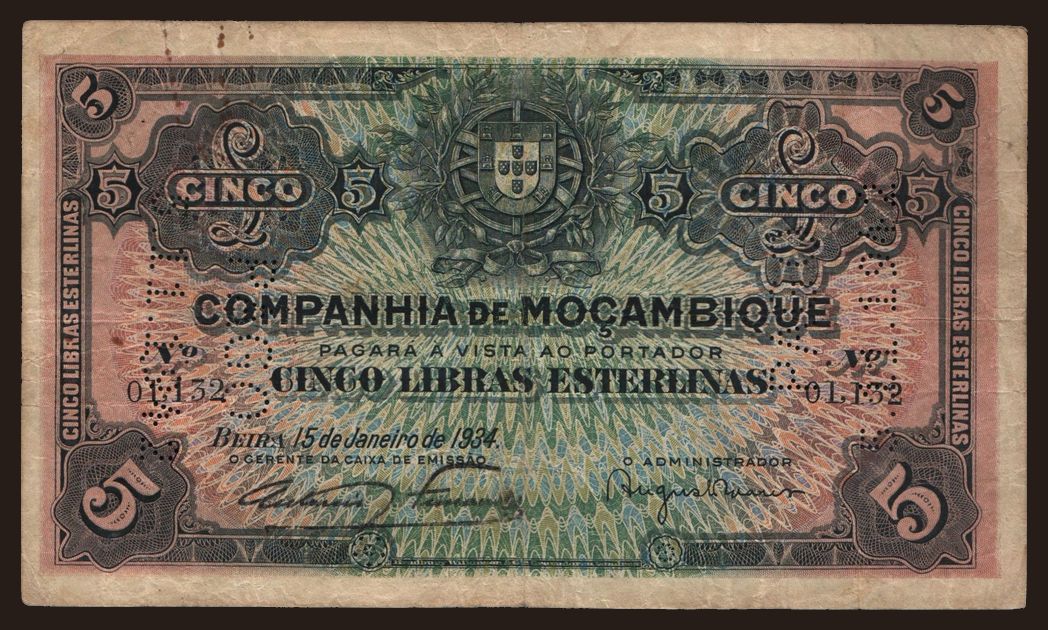 5 5
£ £
CINCO CINCO
5 5 5 5
CINCO LIBRAS ESTERLINAS
CINCO LIBRAS ESTERLINAS
COMPANHIA DE MOÇAMBIQUE
PAGARA A VISTA AO PORTADOR
Nº Nº
CINCO LIBRAS ESTERLINAS
01,132 01,132
BEIRA 15 de Janeiro de 1934.
O GERENTE DA CAIXA DE EMISSÃO
O ADMINISTRADOR
5 5